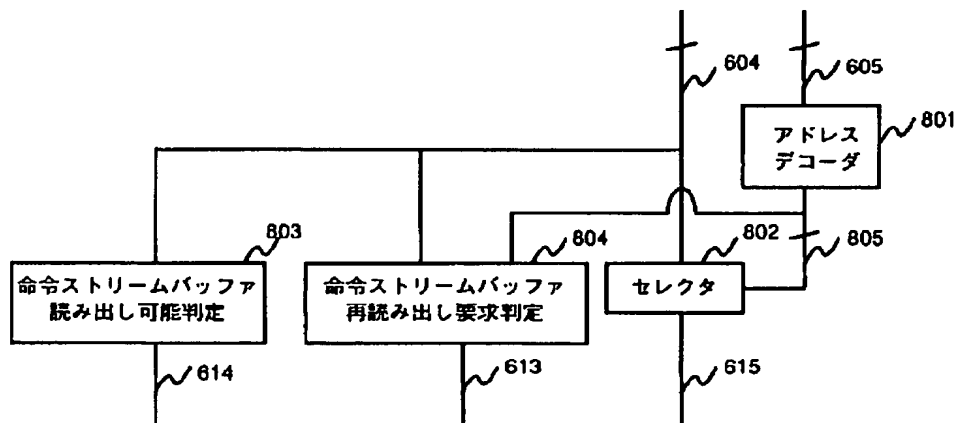 604
605
801
アドレス
デコーダ
803
804
802
805
命令ストリームバッファ
読み出し可能判定
命令ストリームバッファ
再読み出し要求判定
セレクタ
614
613
615